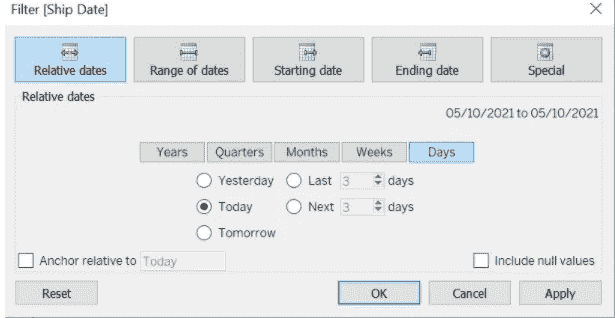 Filter [Ship Date]
Relative dates Range of dates Starting date Ending date Special
Relative dates
05/10/2021 to 05/10/2021
Years Quarters Months Weeks Days
Yesterday Last 3 days
Today Next 3 days
Tomorrow
Anchor relative to Today Include null values
Reset OK Cancel Apply